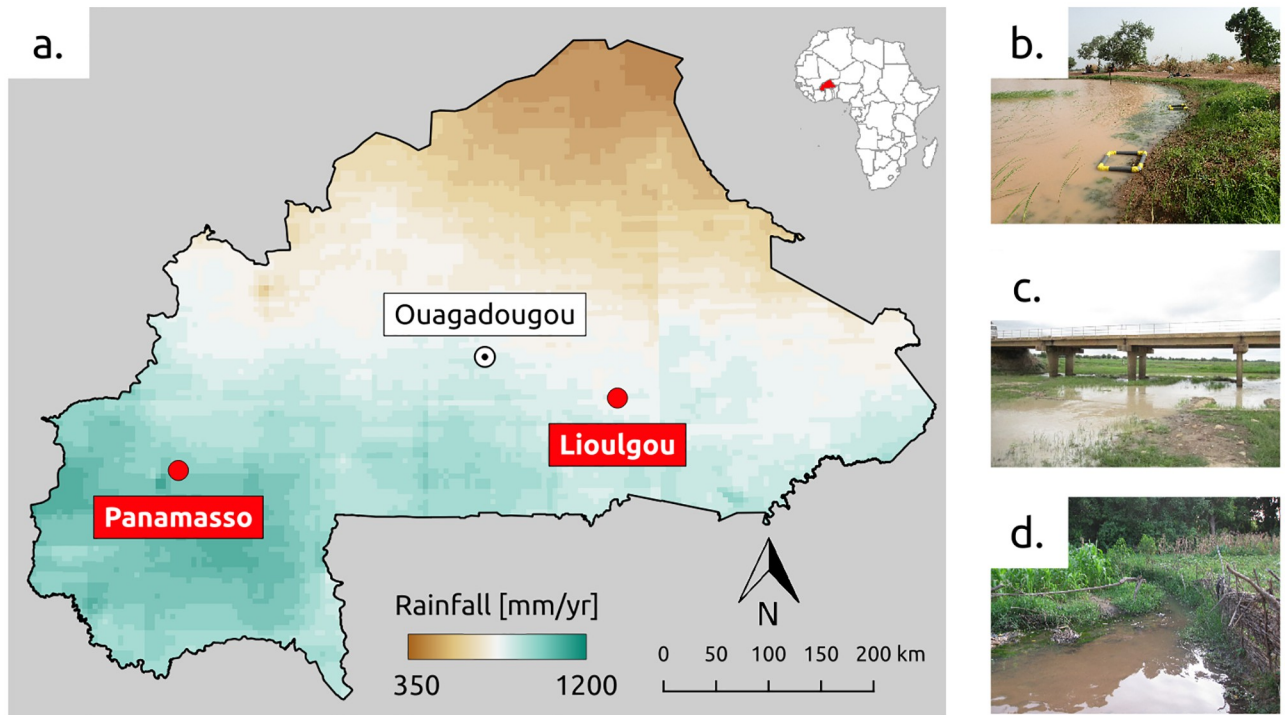 a.
Ouagadougou
Lioulgou
Panamasso
Rainfall [mm/yr]
350 1200
N
0 50 100 150 200 km
b.
c.
d.